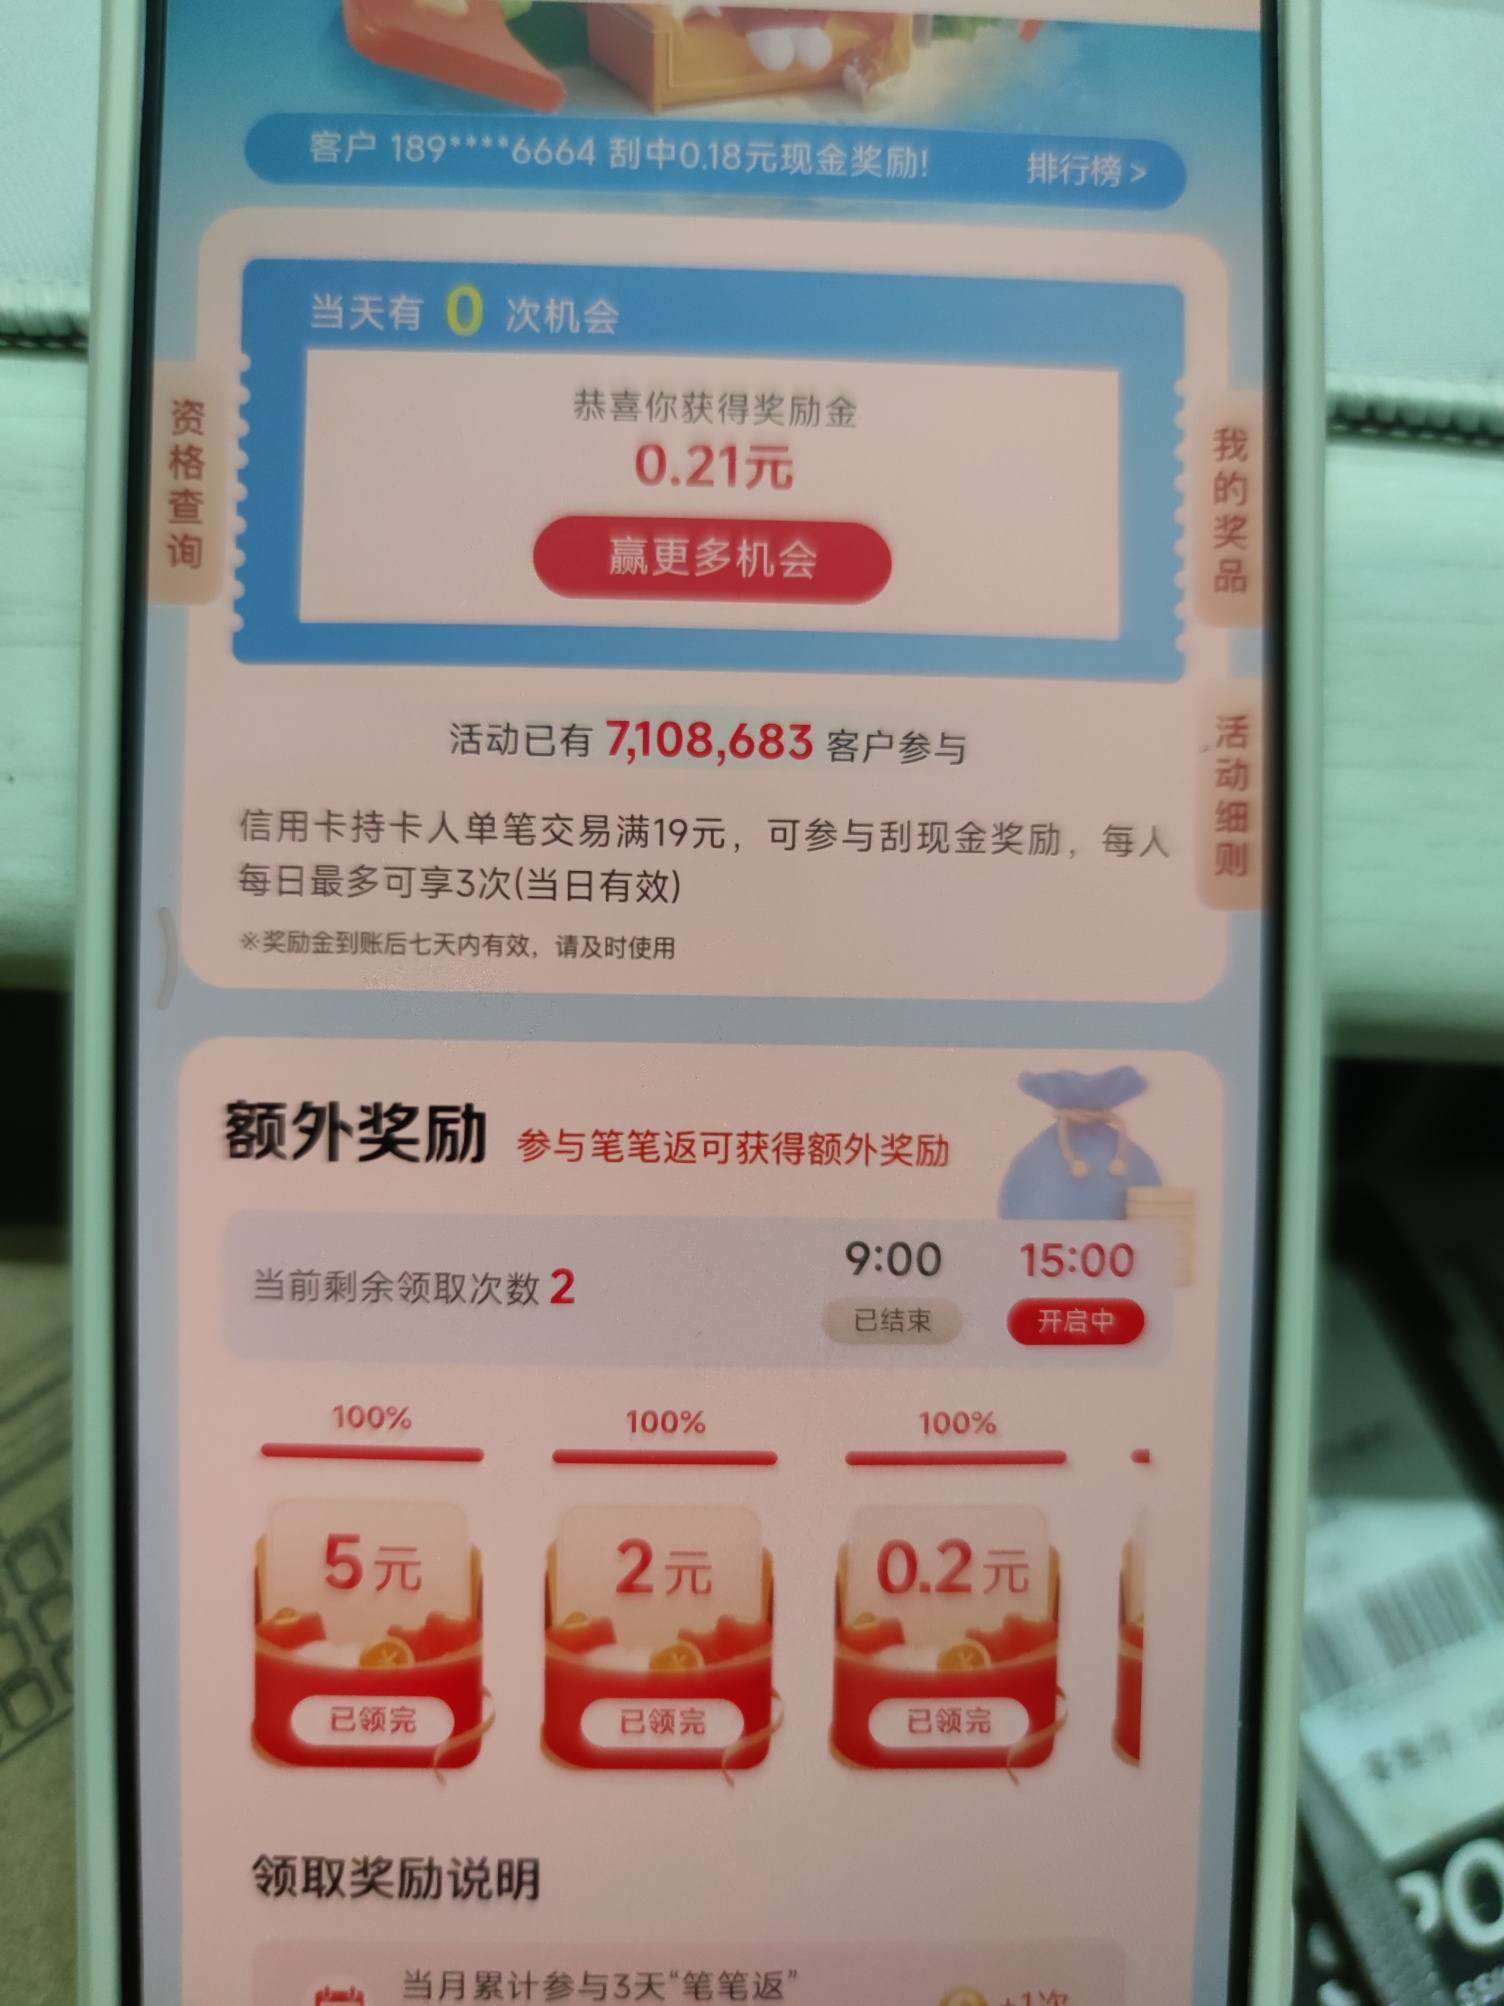 客户 189****6664 刮中0.18元现金奖励!
排行榜 >
当天有 0 次机会
恭喜你获得奖励金
0.21元
赢更多机会
资格查询
我的奖品
活动已有 7,108,683 客户参与
活动细则
信用卡持卡人单笔交易满19元，可参与刮现金奖励，每人
每日最多可享3次(当日有效)
※奖励金到账后七天内有效，请及时使用
额外奖励 参与笔笔返可获得额外奖励
当前剩余领取次数 2
9:00
已结束
15:00
开启中
100%
100%
100%
5元
2元
0.2元
已领完
已领完
已领完
领取奖励说明
当月累计参与3天“笔笔返”
+1次